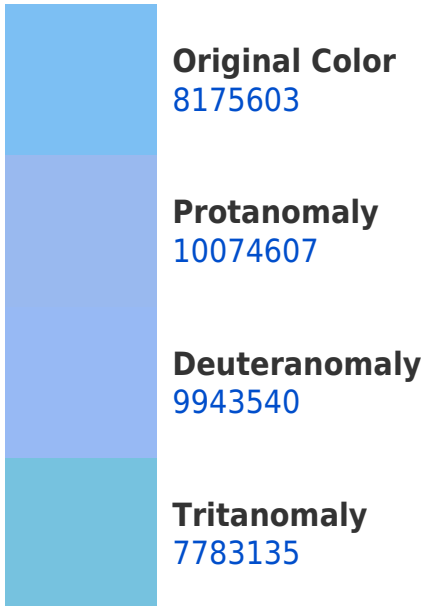 Original Color
8175603
Protanomaly
10074607
Deuteranomaly
9943540
Tritanomaly
7783135